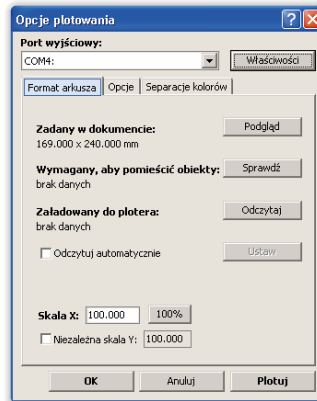 Opcje plotowania
Port wyjściowy:
COM4:
Właściwości
Format arkusza Opcje Separacje kolorów
Zadany w dokumencie:
169.000 x 240.000 mm
Podgląd
Wymagany, aby pomieścić obiekty:
brak danych
Sprawdź
Załadowany do plotera:
brak danych
Odczytaj
Odczytuj automatycznie
Ustaw
Skala X: 100.000 100%
Niezależna skala Y: 100.000
OK Anuluj Plotuj